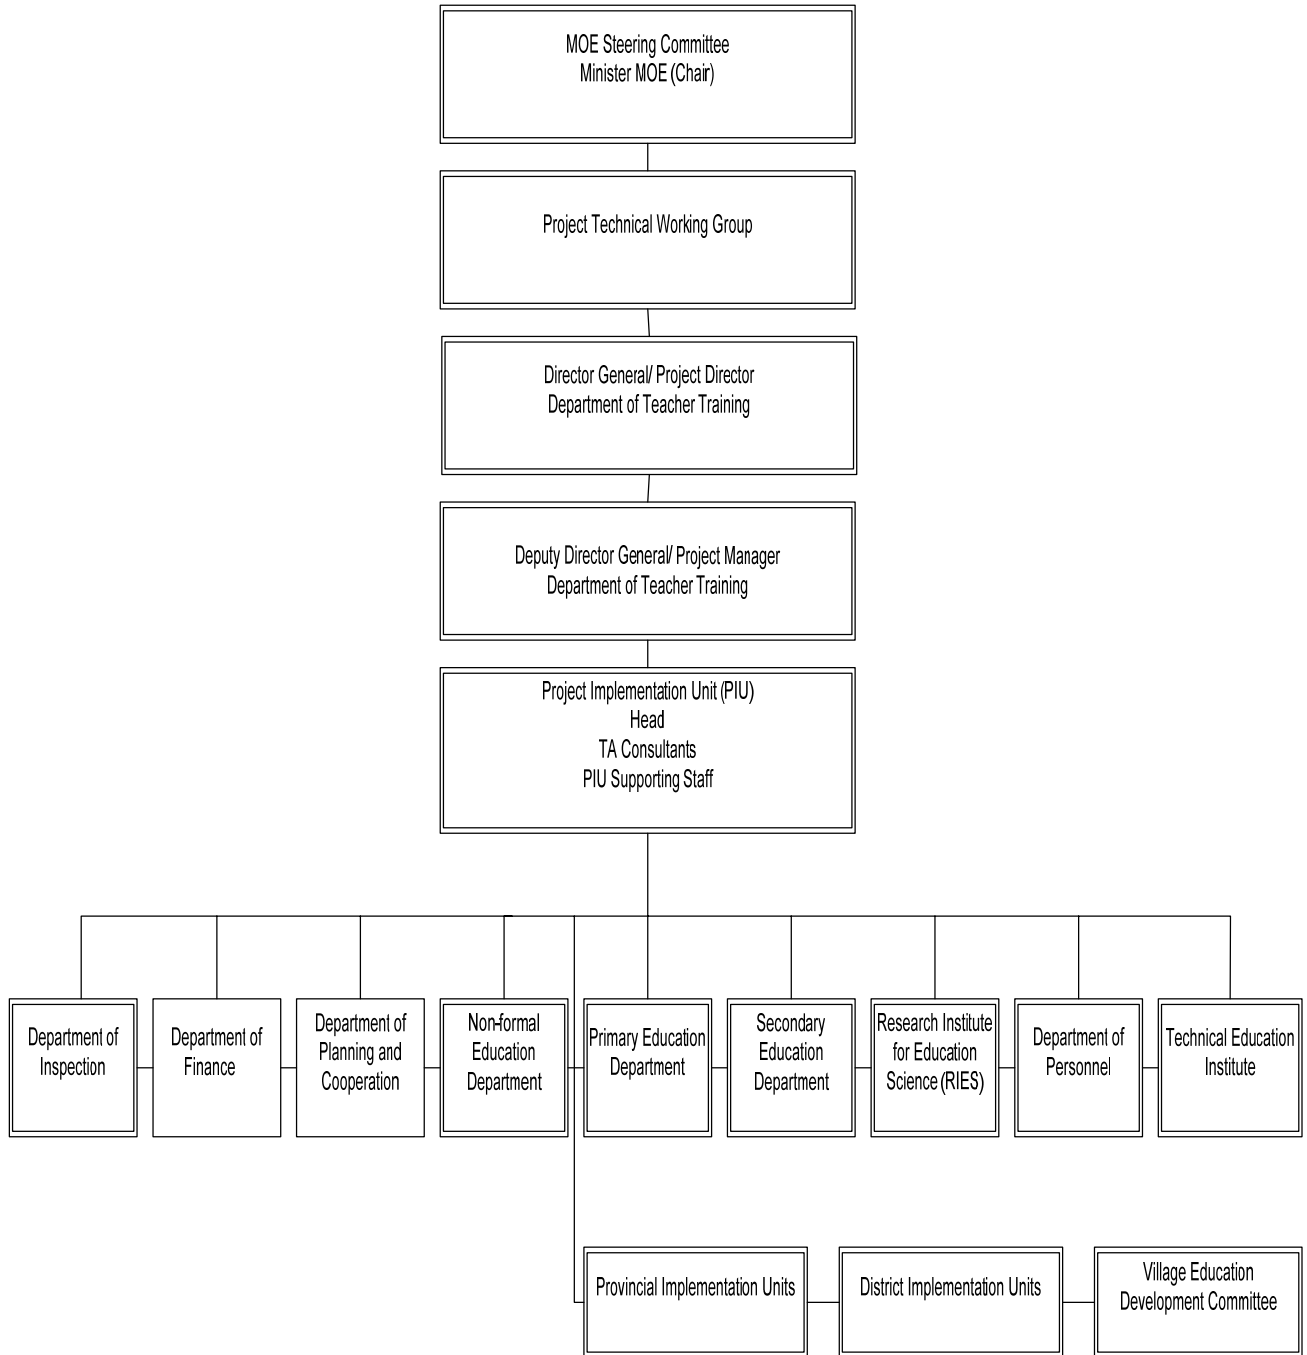 MOE Steering Committee
Minister MOE (Chair)
Project Technical Working Group
Director General/ Project Director
Department of Teacher Training
Deputy Director General/ Project Manager
Department of Teacher Training
Project Implementation Unit (PIU)
Head
TA Consultants
PIU Supporting Staff
Department of
Inspection
Department of
Finance
Department of
Planning and
Cooperation
Non-formal
Education
Department
Primary Education
Department
Secondary
Education
Department
Research Institute
for Education
Science (RIES)
Department of
Personnel
Technical Education
Institute
Provincial Implementation Units
District Implementation Units
Village Education
Development Committee